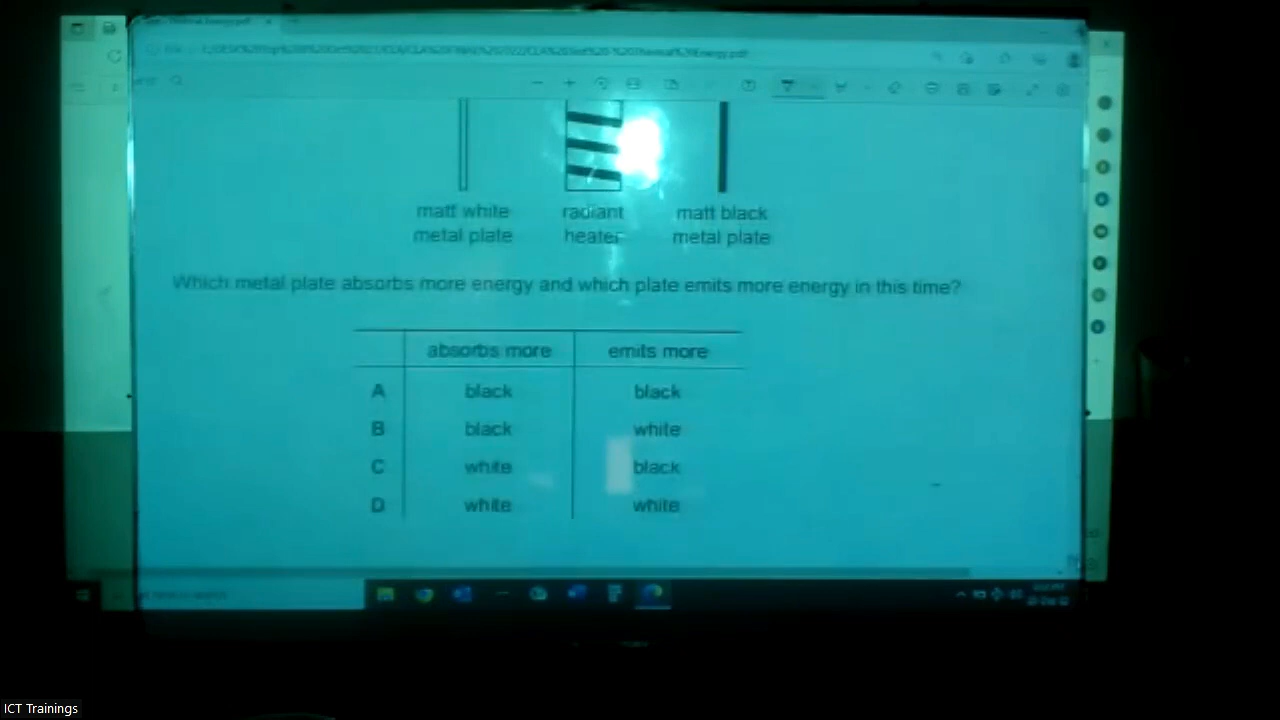 matt white radiant matt black
metal plate heater metal plate
Which metal plate absorbs more energy and which plate emits more energy in this time?
absorbs more emits more
A black black
B black white
C white black
D white white
ICT Trainings